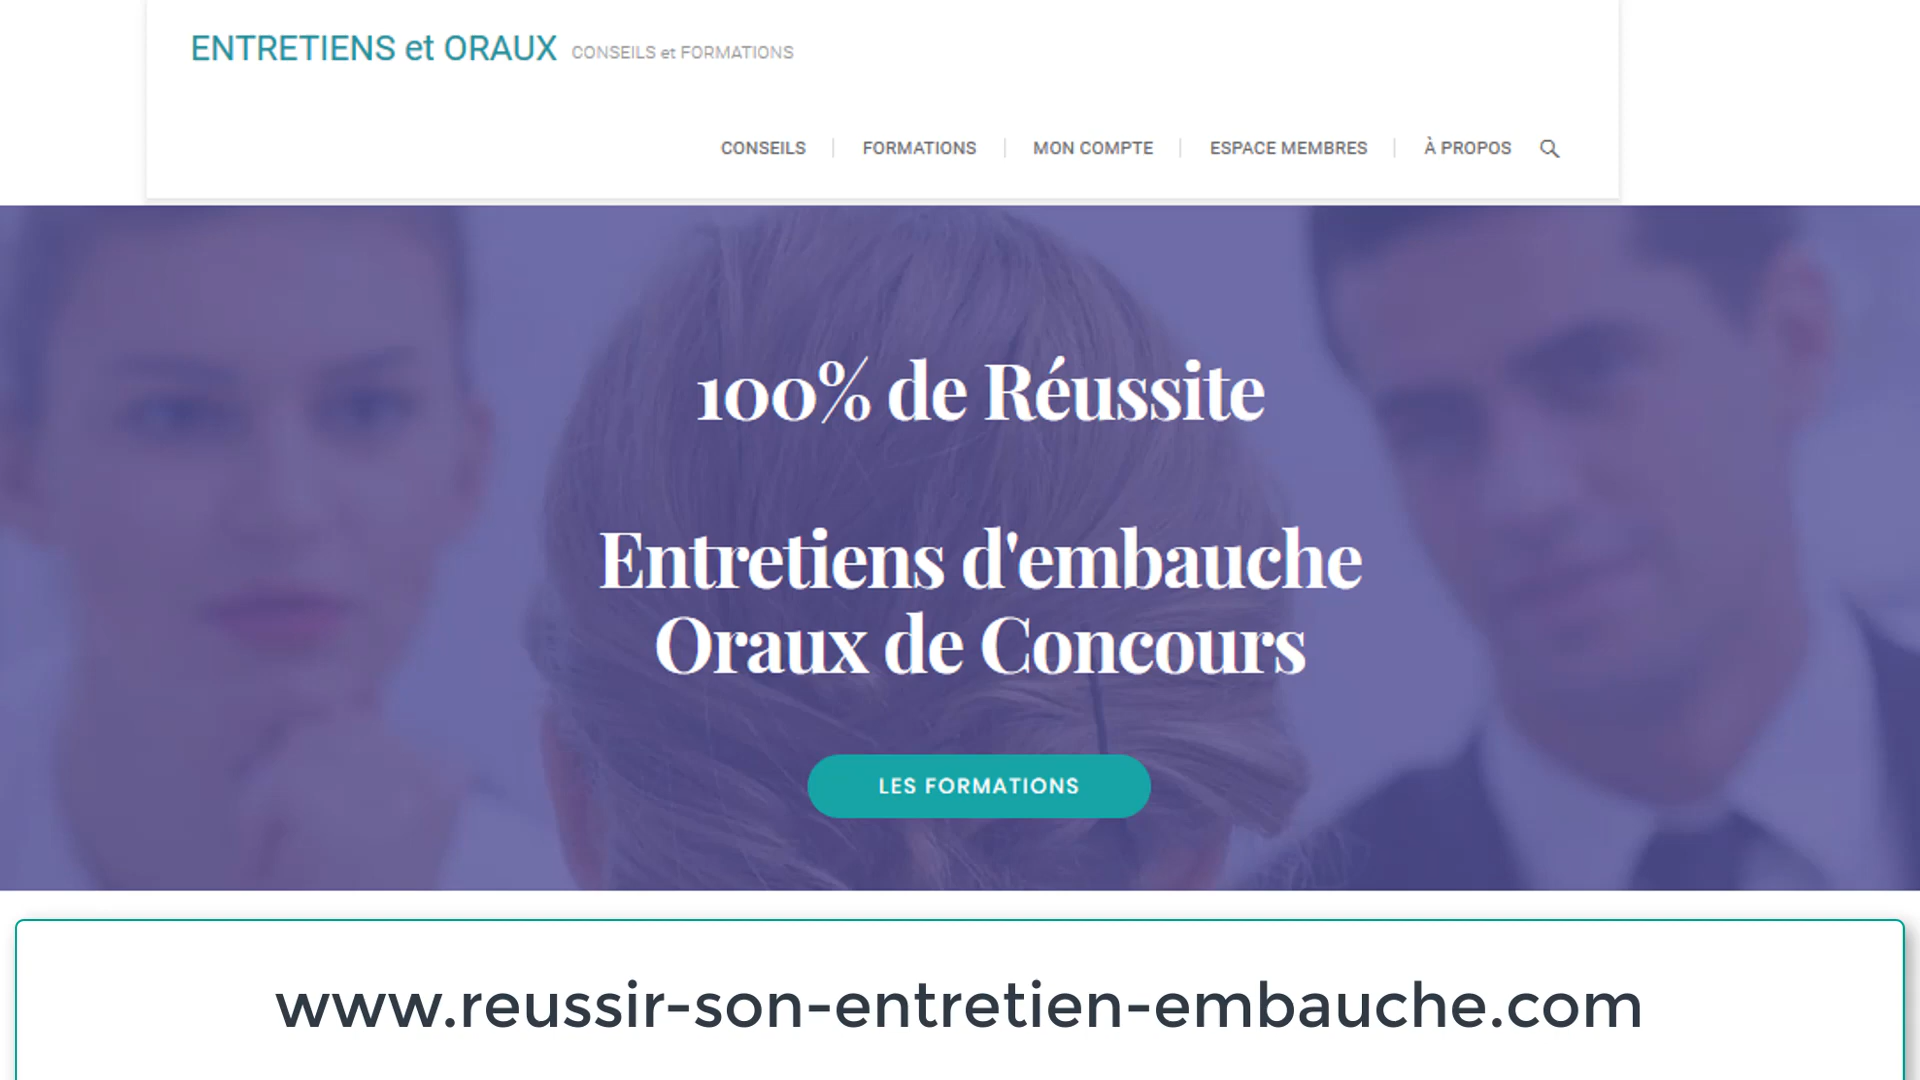 ENTRETIENS et ORAUX CONSEILS et FORMATIONS
CONSEILS FORMATIONS MON COMPTE ESPACE MEMBRES À PROPOS
100% de Réussite
Entretiens d'embauche
Oraux de Concours
LES FORMATIONS
www.reussir-son-entretien-embauche.com